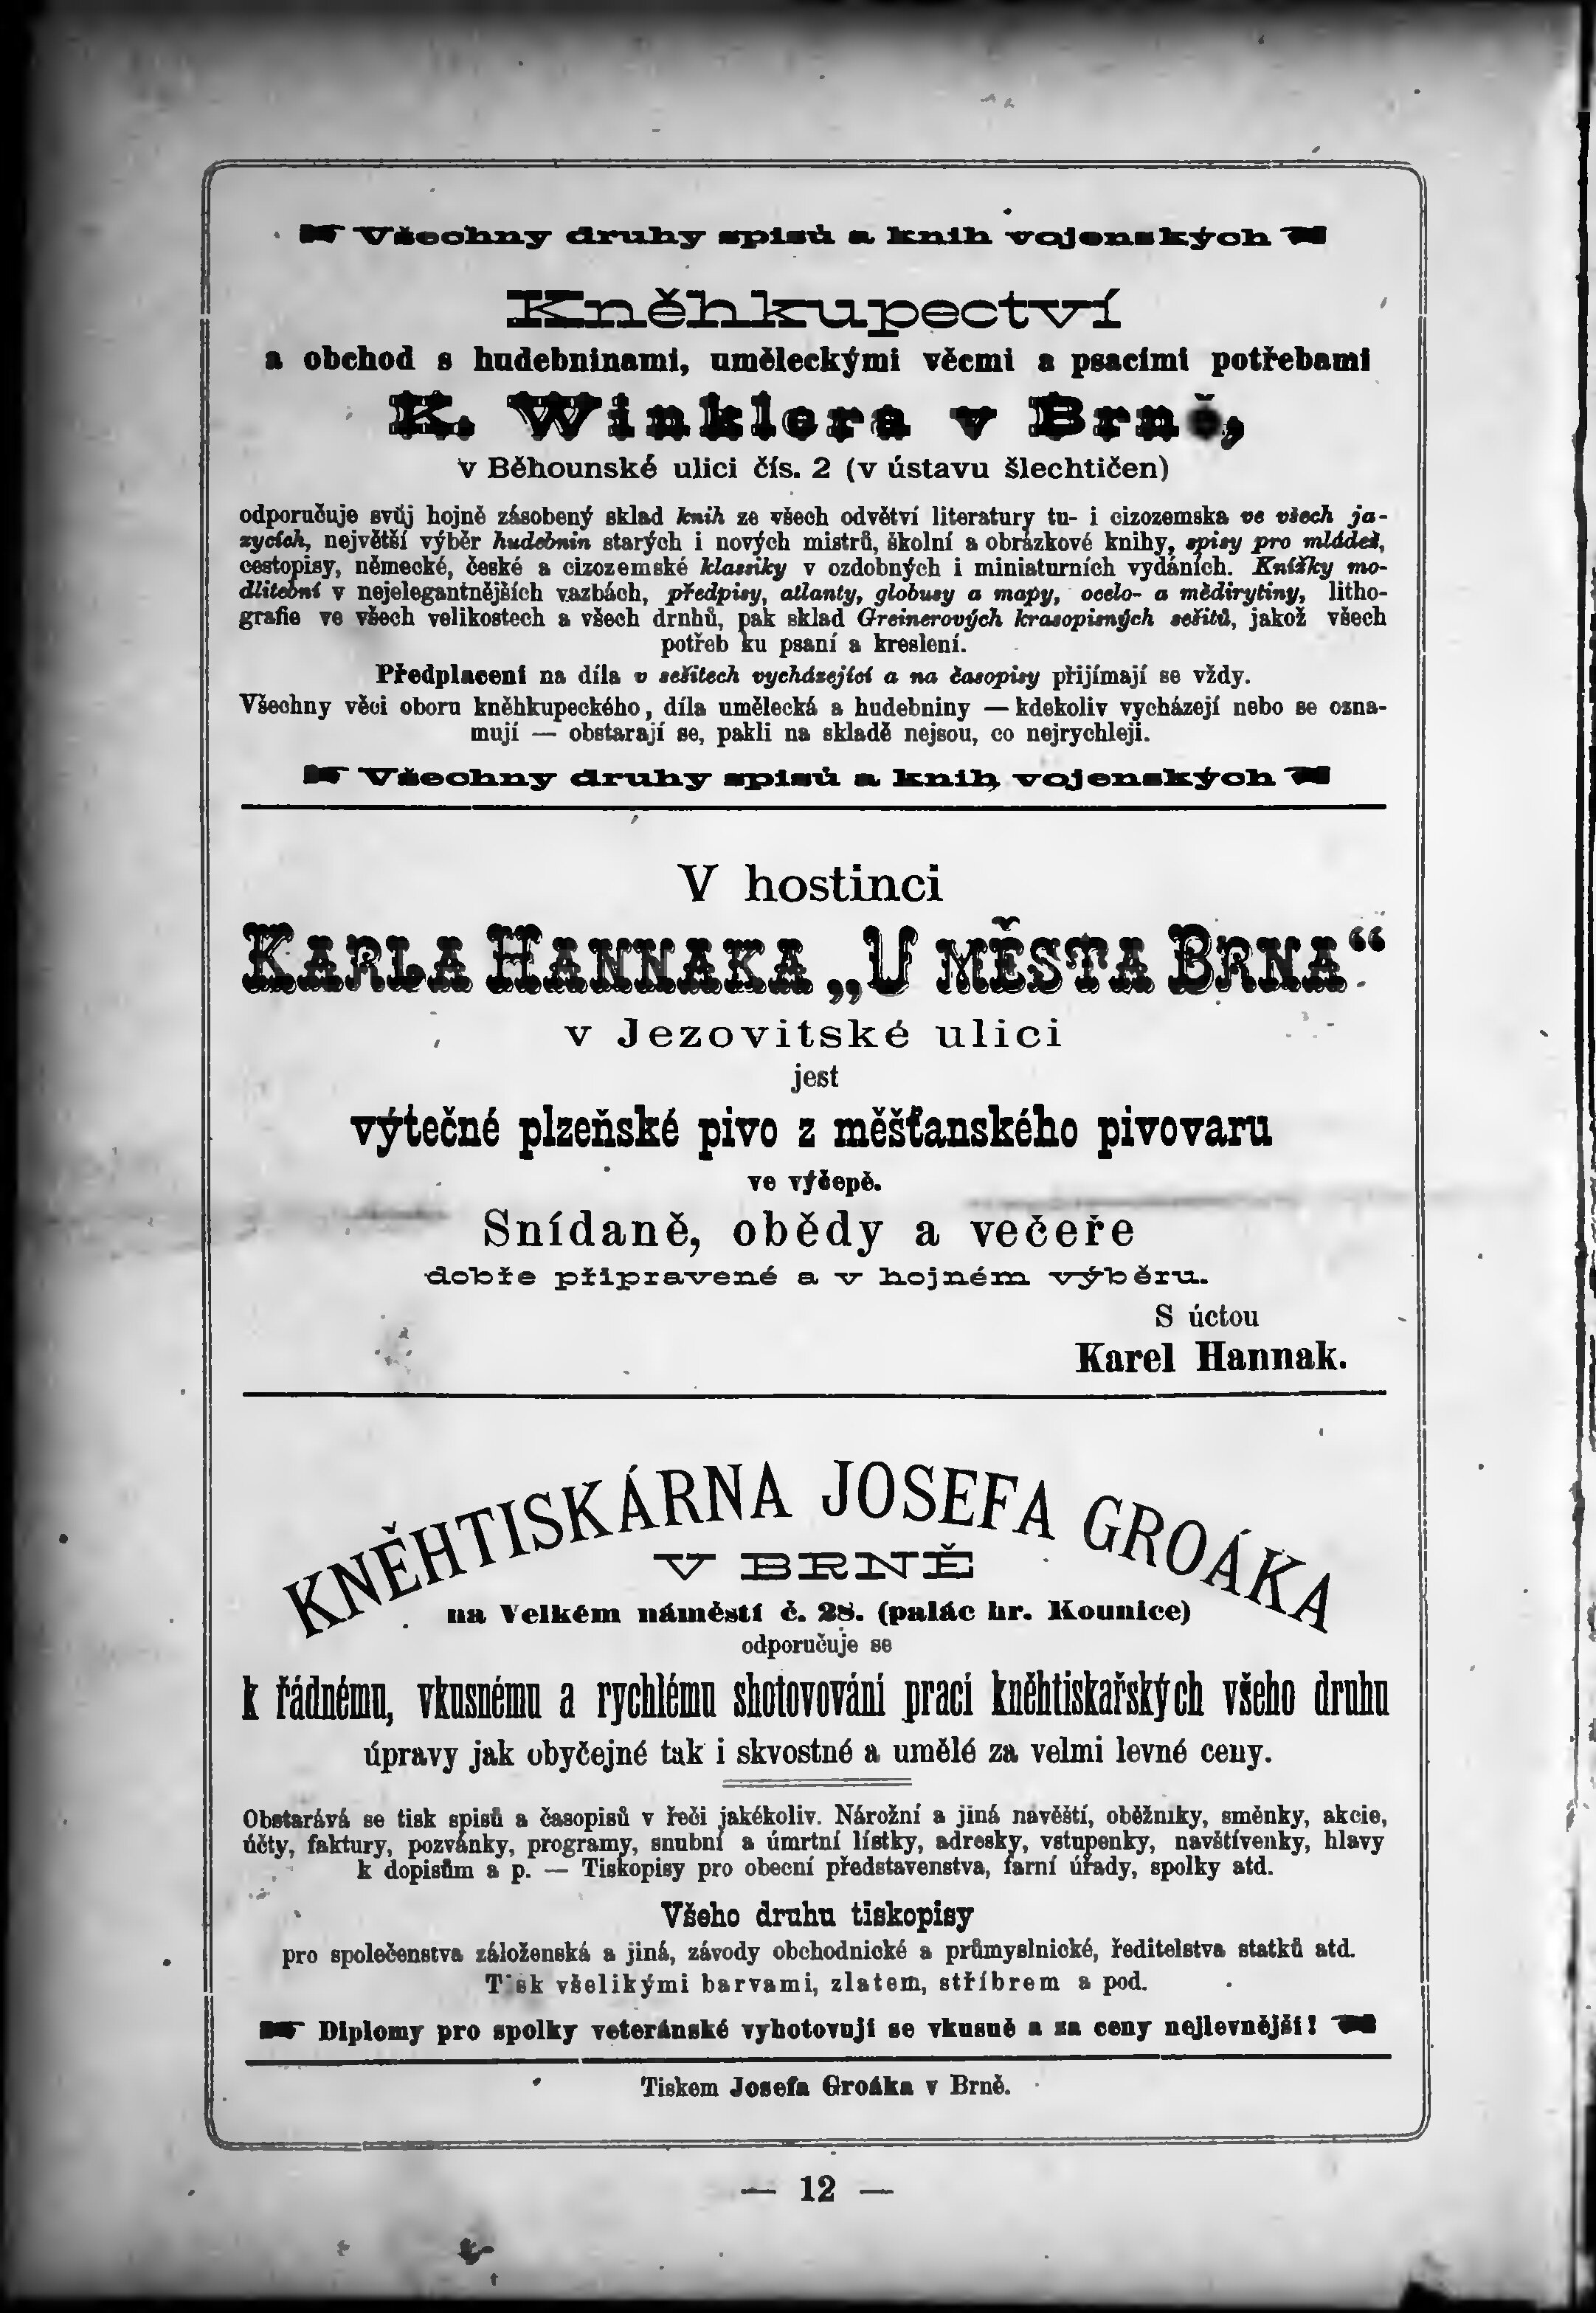 Všechny druhy spisů a knih vojenských
Kněhkupectví
a obchod s hudebninami, uměleckými věcmi a psacími potřebami
K. Winklera v Brně,
v Běhounské ulici čís. 2 (v ústavu šlechtičen)
odporučuje svůj hojně zásobený sklad knih ze všech odvětví literatury tu- i cizozemska ve všech ja-
zycích, největší výběr hudebnin starých i nových mistrů, školní a obrázkové knihy, spisy pro mládež,
cestopisy, německé, české a cizozemské klassiky v ozdobných i miniaturních vydáních. Knížky mo-
dlitební v nejelegantnějších vazbách, předpisy, atlanty, globusy a mapy, ocelo- a mědirytiny, litho-
grafie ve všech velikostech a všech druhů, pak sklad Greinerových krasopisných sešitů, jakož všech
potřeb ku psaní a kreslení.
Předplacení na díla v sešitech vycházející a na časopisy přijímají se vždy.
Všechny věci oboru kněhkupeckého, díla umělecká a hudebniny — kdekoliv vycházejí nebo se ozna-
mují — obstarají se, pakli na skladě nejsou, co nejrychleji.
Všechny druhy spisů a knih vojenských
V hostinci
KARLA HANNAKA „U MĚSTA BRNA“
v Jezovitské ulici
jest
výtečné plzeňské pivo z měšťanského pivovaru
ve výčepě.
Snídaně, obědy a večeře
dobře připravené a v hojném výběru.
S úctou
Karel Hannak.
KNĚHTISKÁRNA JOSEFA GROÁKA
V BRNĚ
na Velkém náměstí č. 28. (palác hr. Kounice)
odporučuje se
k řádnému, vkusnému a rychlému shotovování prací kněhtiskařských všeho druhu
úpravy jak obyčejné tak i skvostné a umělé za velmi levné ceny.
Obstarává se tisk spisů a časopisů v řeči jakékoliv. Nárožní a jiná navěští, oběžníky, směnky, akcie,
účty, faktury, pozvánky, programy, snubní a úmrtní lístky, adresky, vstupenky, navštívenky, hlavy
k dopisům a p. — Tiskopisy pro obecní představenstva, farní úřady, spolky atd.
Všeho druhu tiskopisy
pro společenstva záloženská a jiná, závody obchodnické a průmyslnické, ředitelstva statků atd.
Tisk všelikými barvami, zlatem, stříbrem a pod.
Diplomy pro spolky veteránské vyhotovují se vkusně a za ceny nejlevnější!
Tiskem Josefa Groáka v Brně.
— 12 —